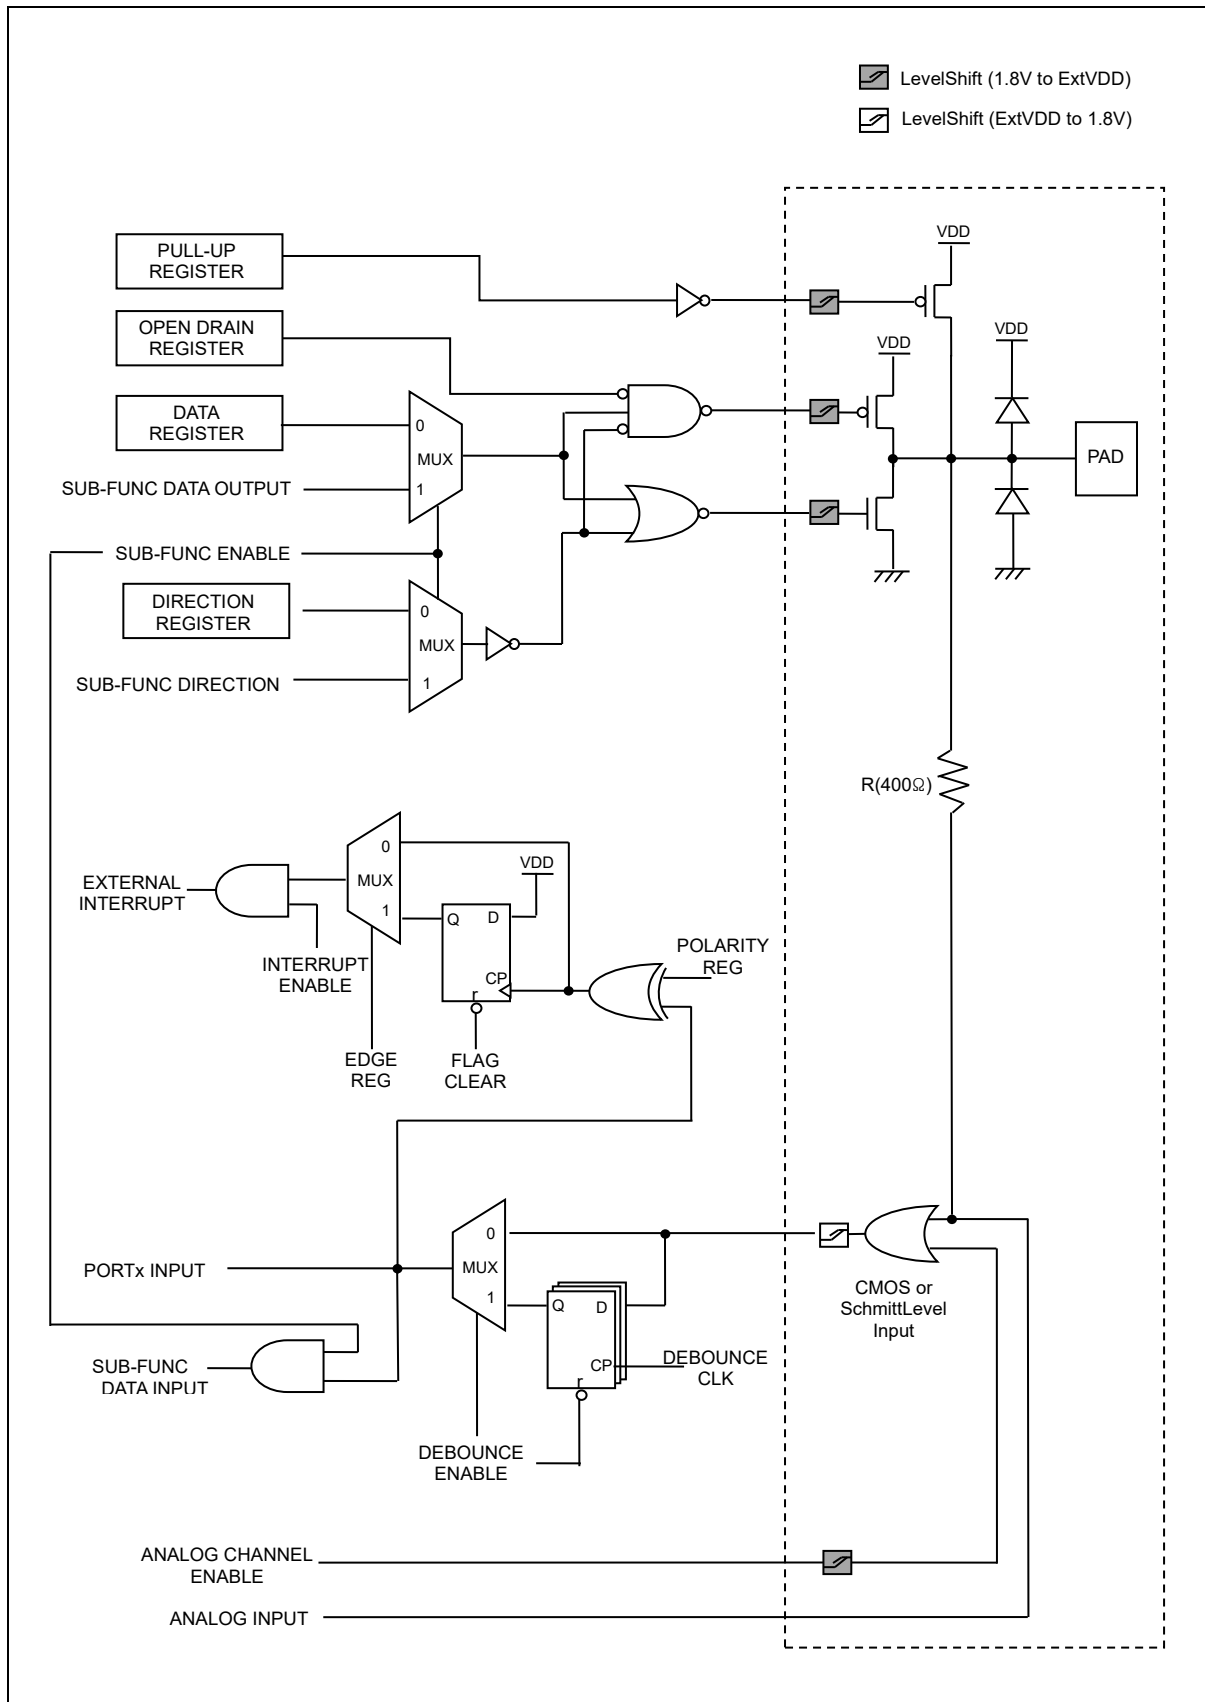 LevelShift (1.8V to ExtVDD)
LevelShift (ExtVDD to 1.8V)
VDD
PULL-UP
REGISTER
OPEN DRAIN
REGISTER
VDD
VDD
DATA
REGISTER
0
MUX
1
SUB-FUNC DATA OUTPUT
PAD
SUB-FUNC ENABLE
DIRECTION
REGISTER
0
MUX
1
SUB-FUNC DIRECTION
R(400Ω)
0
MUX
1
VDD
EXTERNAL
INTERRUPT
Q
D
CP
r
INTERRUPT
ENABLE
POLARITY
REG
EDGE
REG
FLAG
CLEAR
0
MUX
1
PORTx INPUT
Q
D
CP
r
CMOS or
SchmittLevel
Input
SUB-FUNC
DATA INPUT
DEBOUNCE
CLK
DEBOUNCE
ENABLE
ANALOG CHANNEL
ENABLE
ANALOG INPUT